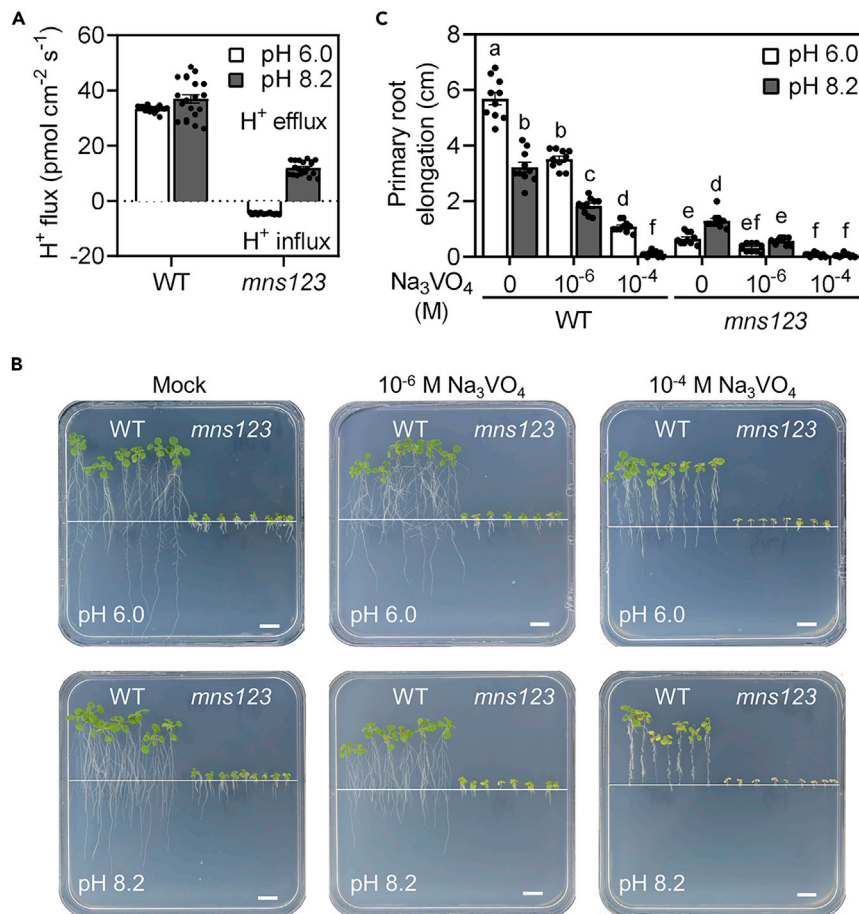 A
H⁺ flux (pmol cm⁻² s⁻¹)
60
40
20
0
-20
pH 6.0
pH 8.2
H⁺ efflux
H⁺ influx
WT
mns123
C
Primary root
elongation (cm)
8
6
4
2
0
pH 6.0
pH 8.2
a
b
b
c
d
f
e
d
ef
e
f
f
Na₃VO₄
(M)
0 10⁻⁶ 10⁻⁴ 0 10⁻⁶ 10⁻⁴
WT mns123
B
Mock
10⁻⁶ M Na₃VO₄
10⁻⁴ M Na₃VO₄
WT mns123
pH 6.0
WT mns123
pH 6.0
WT mns123
pH 6.0
WT mns123
pH 8.2
WT mns123
pH 8.2
WT mns123
pH 8.2